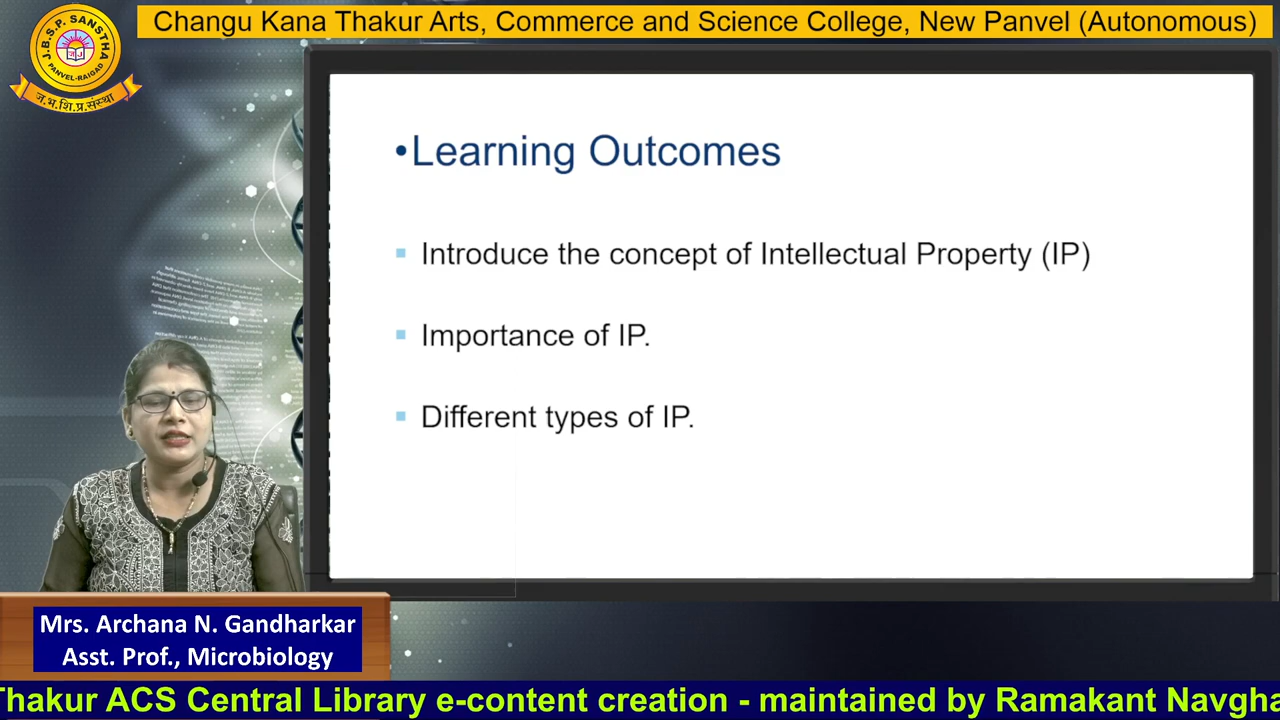 Changu Kana Thakur Arts, Commerce and Science College, New Panvel (Autonomous)
J.B.S.P. SANSTHA
PANVEL-RAIGAD
ज.भ.शि.प्र.संस्था
•Learning Outcomes
Introduce the concept of Intellectual Property (IP)
Importance of IP.
Different types of IP.
Mrs. Archana N. Gandharkar
Asst. Prof., Microbiology
Thakur ACS Central Library e-content creation - maintained by Ramakant Navgha